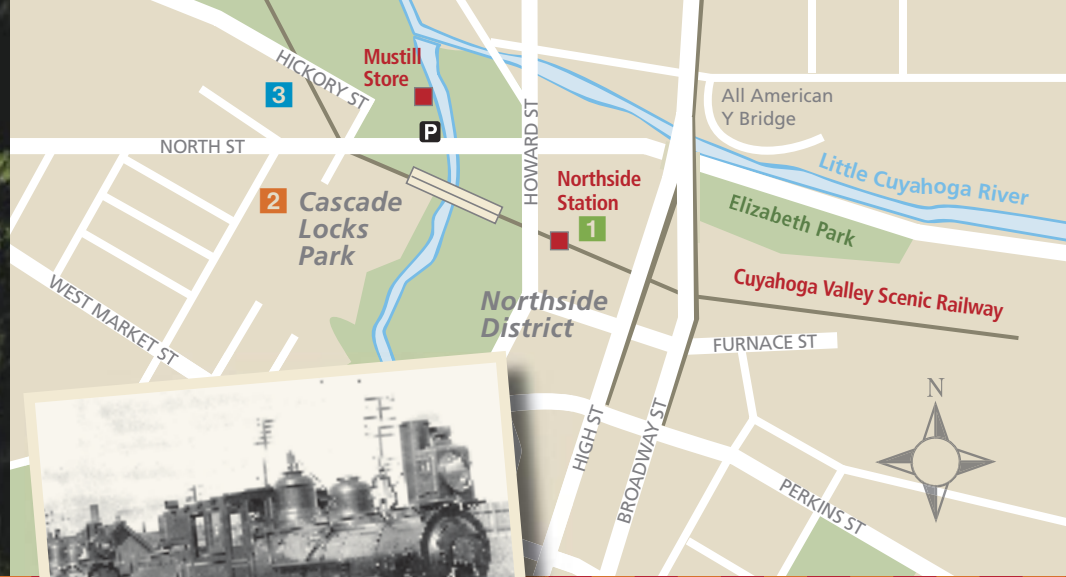 HICKORY ST
Mustill
Store
3
P
NORTH ST
HOWARD ST
All American
Y Bridge
Little Cuyahoga River
Northside
Station
1
2
Cascade
Locks
Park
Elizabeth Park
WEST MARKET ST
Northside
District
Cuyahoga Valley Scenic Railway
FURNACE ST
N
HIGH ST
BROADWAY ST
PERKINS ST